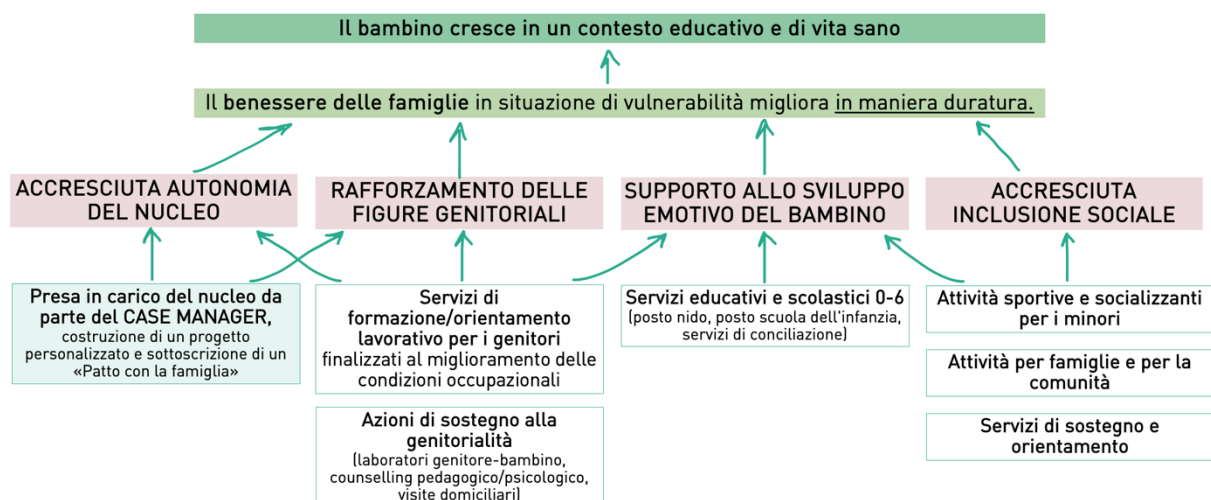 Il bambino cresce in un contesto educativo e di vita sano
Il benessere delle famiglie in situazione di vulnerabilità migliora in maniera duratura.
ACCRESCIUTA AUTONOMIA
DEL NUCLEO
RAFFORZAMENTO DELLE
FIGURE GENITORIALI
SUPPORTO ALLO SVILUPPO
EMOTIVO DEL BAMBINO
ACCRESCIUTA
INCLUSIONE SOCIALE
Presa in carico del nucleo da
parte del CASE MANAGER,
costruzione di un progetto
personalizzato e sottoscrizione di un
«Patto con la famiglia»
Servizi di
formazione/orientamento
lavorativo per i genitori
finalizzati al miglioramento delle
condizioni occupazionali
Azioni di sostegno alla
genitorialità
(laboratori genitore-bambino,
counselling pedagogico/psicologico,
visite domiciliari)
Servizi educativi e scolastici 0-6
(posto nido, posto scuola dell'infanzia,
servizi di conciliazione)
Attività sportive e socializzanti
per i minori
Attività per famiglie e per la
comunità
Servizi di sostegno e
orientamento